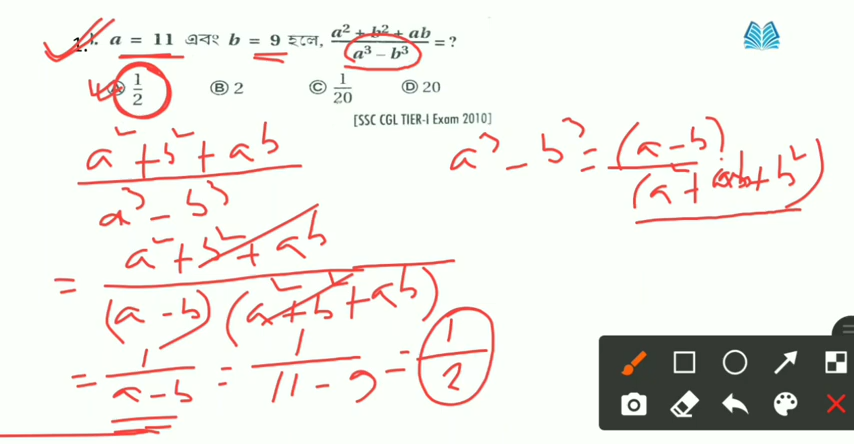 1. a = 11 এবং b = 9 হলে, (a² + b² + ab)/(a³ − b³) = ?
Ⓐ 1/2 Ⓑ 2 Ⓒ 1/20 Ⓓ 20
[SSC CGL TIER-I Exam 2010]
(a² + b² + ab)/(a³ − b³)
a³ − b³ = (a − b)
(a² + ab + b²)
= (a² + b² + ab)/((a − b)(a² + b² + ab))
= 1/(a − b) = 1/(11 − 9) = 1/2